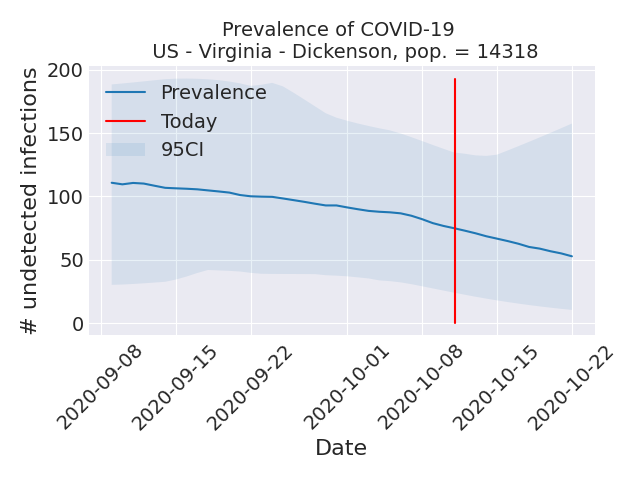 Prevalence of COVID-19
US - Virginia - Dickenson, pop. = 14318
# undetected infections
200
150
100
50
0
Prevalence
Today
95CI
2020-09-08
2020-09-15
2020-09-22
2020-10-01
2020-10-08
2020-10-15
2020-10-22
Date